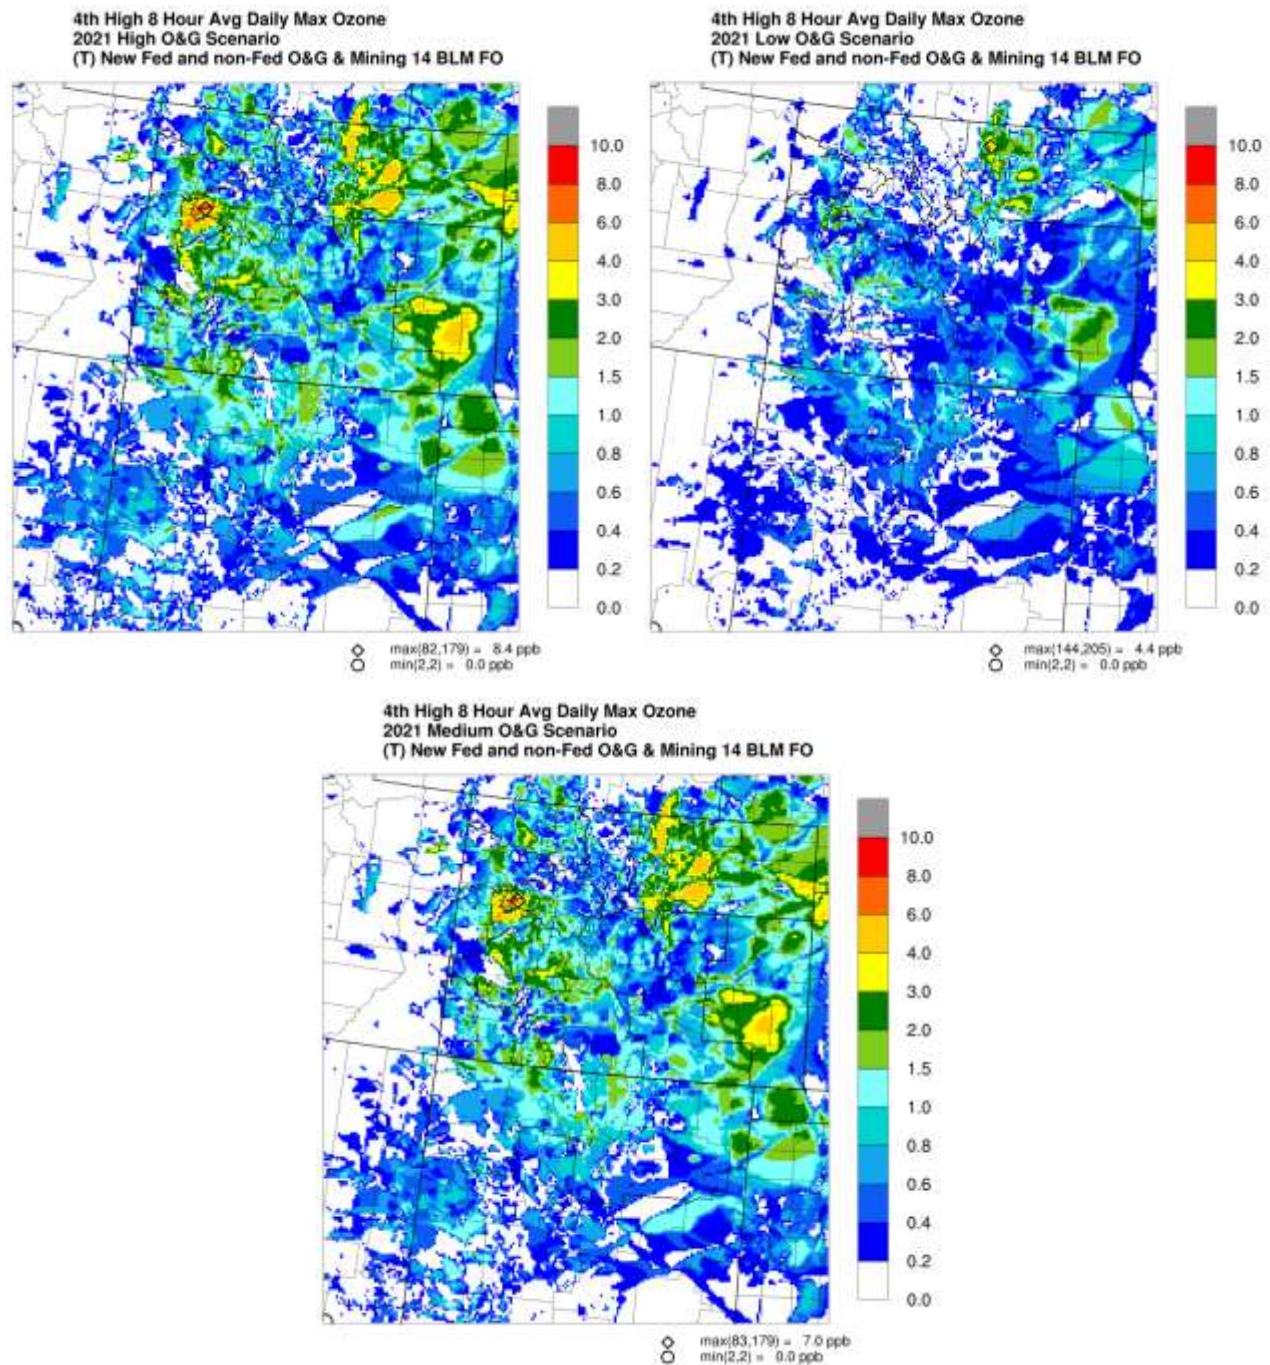 4th High 8 Hour Avg Daily Max Ozone
2021 High O&G Scenario
(T) New Fed and non-Fed O&G & Mining 14 BLM FO
10.0
8.0
6.0
4.0
3.0
2.0
1.5
1.0
0.8
0.6
0.4
0.2
0.0
max(82,179) = 8.4 ppb
min(2,2) = 0.0 ppb
4th High 8 Hour Avg Daily Max Ozone
2021 Low O&G Scenario
(T) New Fed and non-Fed O&G & Mining 14 BLM FO
10.0
8.0
6.0
4.0
3.0
2.0
1.5
1.0
0.8
0.6
0.4
0.2
0.0
max(144,205) = 4.4 ppb
min(2,2) = 0.0 ppb
4th High 8 Hour Avg Daily Max Ozone
2021 Medium O&G Scenario
(T) New Fed and non-Fed O&G & Mining 14 BLM FO
10.0
8.0
6.0
4.0
3.0
2.0
1.5
1.0
0.8
0.6
0.4
0.2
0.0
max(83,179) = 7.0 ppb
min(2,2) = 0.0 ppb